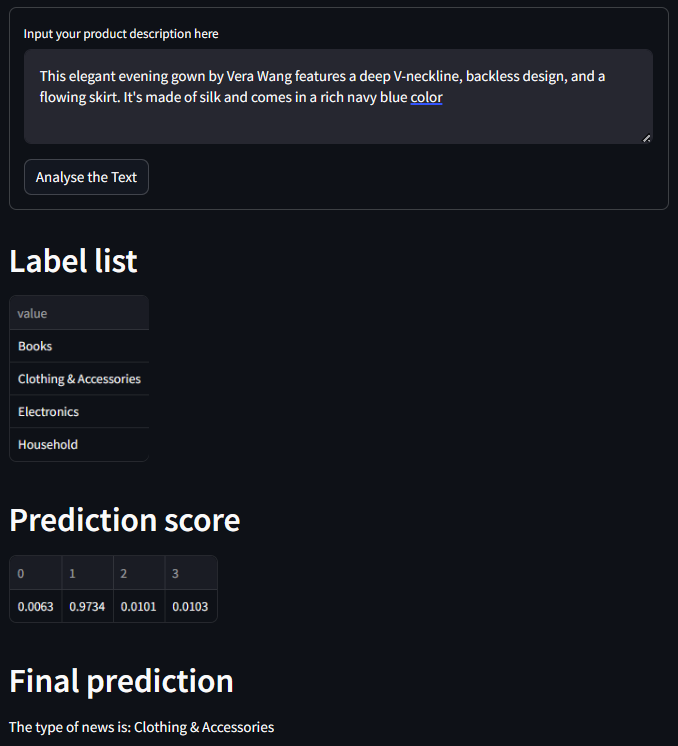 Input your product description here
This elegant evening gown by Vera Wang features a deep V-neckline, backless design, and a
flowing skirt. It's made of silk and comes in a rich navy blue color
Analyse the Text
Label list
value
Books
Clothing & Accessories
Electronics
Household
Prediction score
0 1 2 3
0.0063 0.9734 0.0101 0.0103
Final prediction
The type of news is: Clothing & Accessories